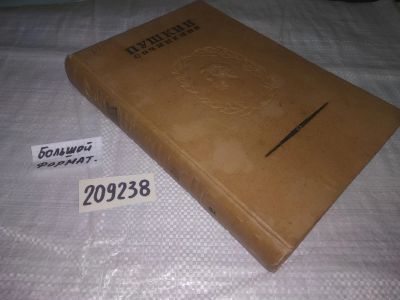 ПУШКИН
СОЧИНЕНИЯ
БОЛЬШОЙ
ФОРМАТ.
209238